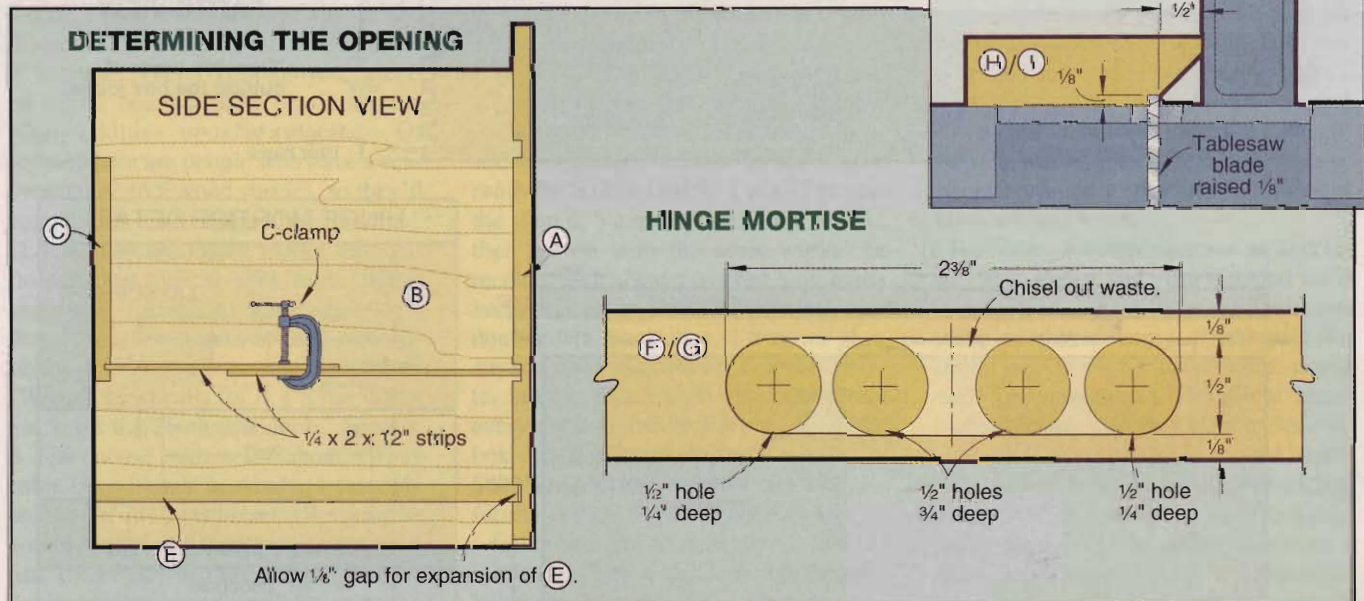 DETERMINING THE OPENING
SIDE SECTION VIEW
C
C-clamp
B
A
1/4 x 2 x 12" strips
E
Allow 1/8" gap for expansion of E.
1/2"
H/I
1/8"
Tablesaw
blade
raised 1/8"
HINGE MORTISE
2 3/8"
Chisel out waste.
F/G
1/8"
1/2"
1/8"
1/2" hole
1/4" deep
1/2" holes
3/4" deep
1/2" hole
1/4" deep